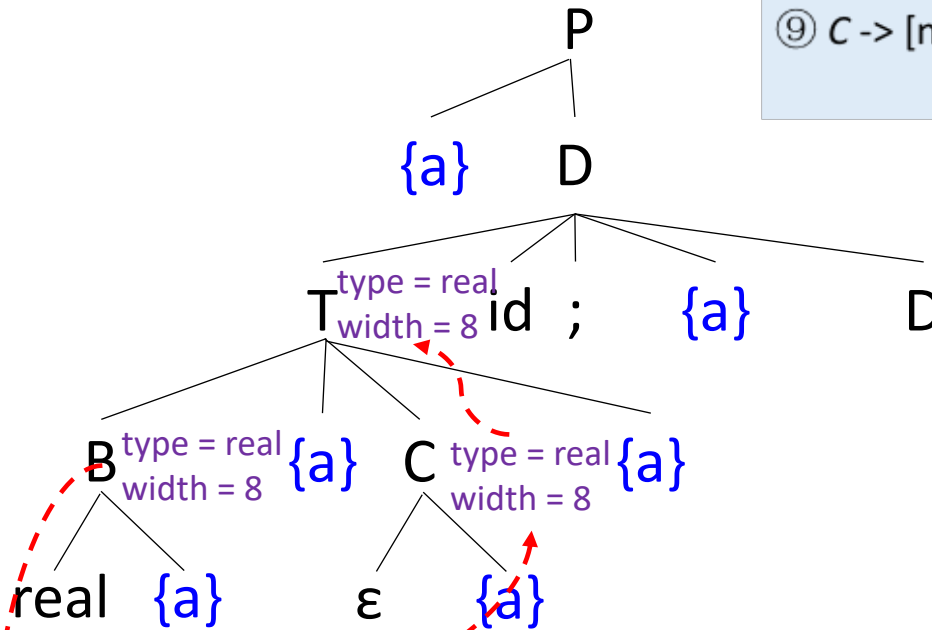 P
⑨ C -> [n
{a} D
T type = real
width = 8
id ; {a} D
B type = real
width = 8
{a} C type = real
width = 8
{a}
real {a} ε {a}